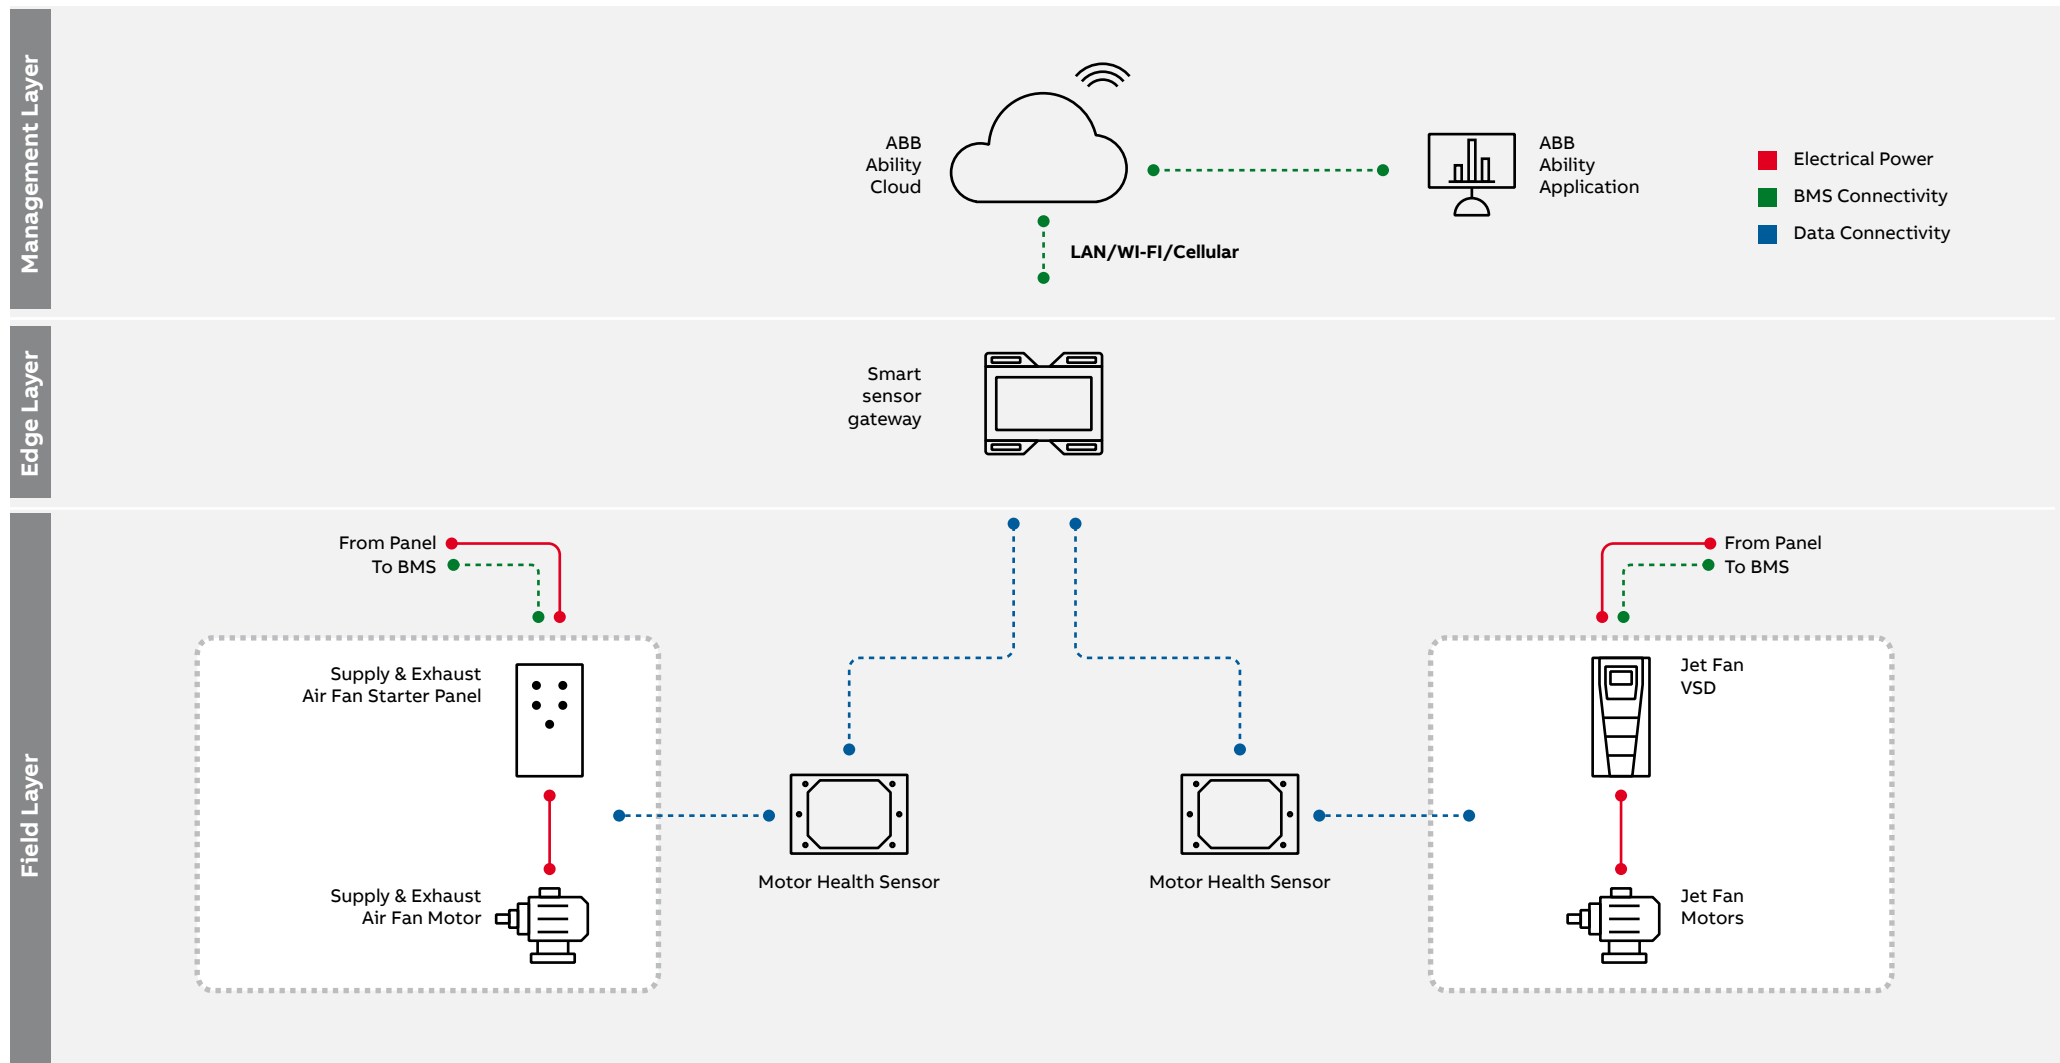 Management Layer
ABB
Ability
Cloud
ABB
Ability
Application
Electrical Power
BMS Connectivity
Data Connectivity
LAN/WI-FI/Cellular
Edge Layer
Smart
sensor
gateway
Field Layer
From Panel
To BMS
From Panel
To BMS
Supply & Exhaust
Air Fan Starter Panel
Jet Fan
VSD
Motor Health Sensor
Motor Health Sensor
Supply & Exhaust
Air Fan Motor
Jet Fan
Motors